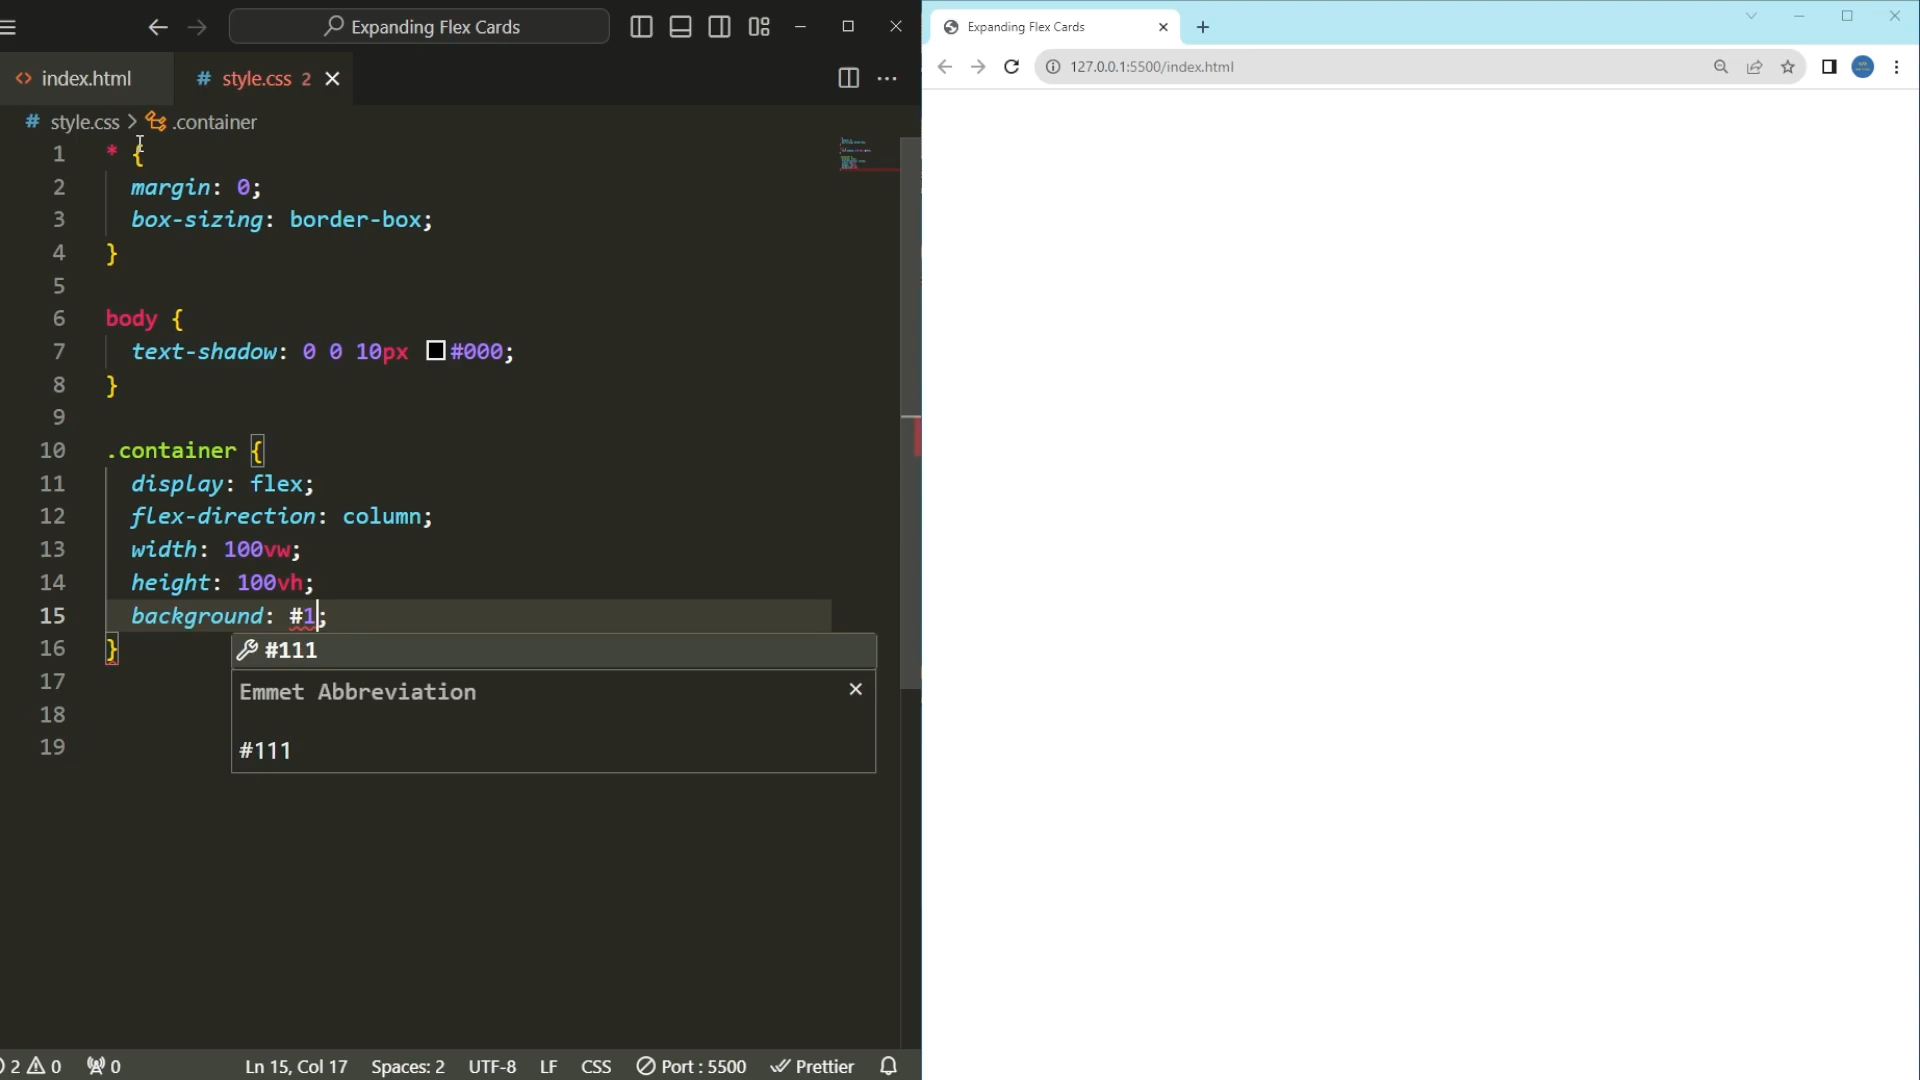 Expanding Flex Cards
index.html
style.css 2
style.css > .container
1 * {
2 margin: 0;
3 box-sizing: border-box;
4 }
5
6 body {
7 text-shadow: 0 0 10px #000;
8 }
9
10 .container {
11 display: flex;
12 flex-direction: column;
13 width: 100vw;
14 height: 100vh;
15 background: #1;
16 }
17
18
19
#111
Emmet Abbreviation
#111
2 0 0 Ln 15, Col 17 Spaces: 2 UTF-8 LF CSS Port : 5500 Prettier
Expanding Flex Cards
127.0.0.1:5500/index.html